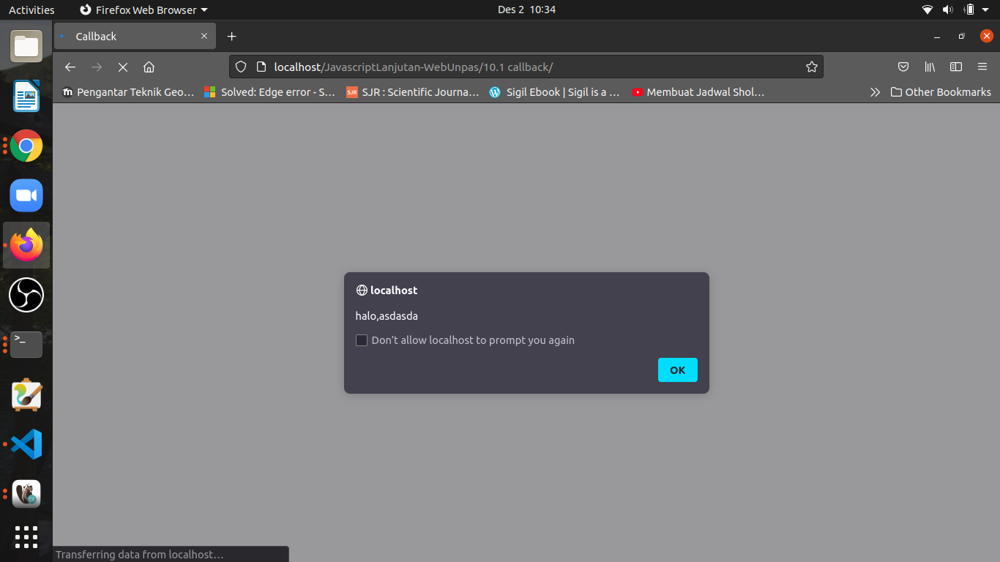 Activities Firefox Web Browser Des 2 10:34
Callback
localhost/JavascriptLanjutan-WebUnpas/10.1 callback/
m Pengantar Teknik Geo… Solved: Edge error - S… SJR SJR : Scientific Journa… Sigil Ebook | Sigil is a … Membuat Jadwal Shol… Other Bookmarks
localhost
halo,asdasda
Don't allow localhost to prompt you again
OK
>_
CE
Transferring data from localhost…